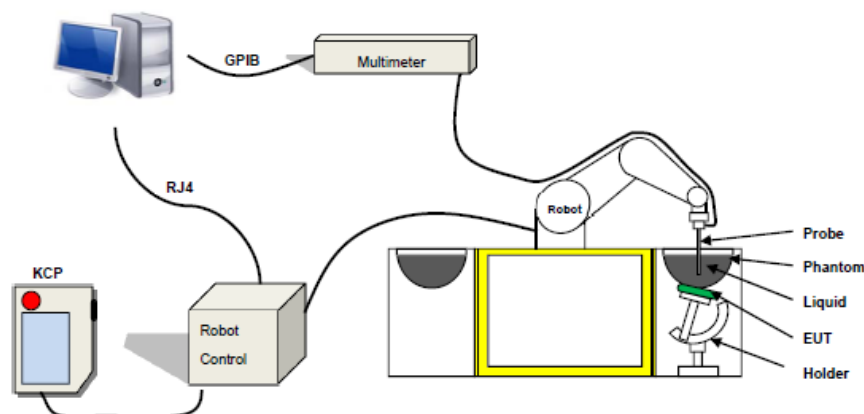 GPIB
Multimeter
RJ4
Robot
Probe
Phantom
KCP
Liquid
Robot
Control
EUT
Holder